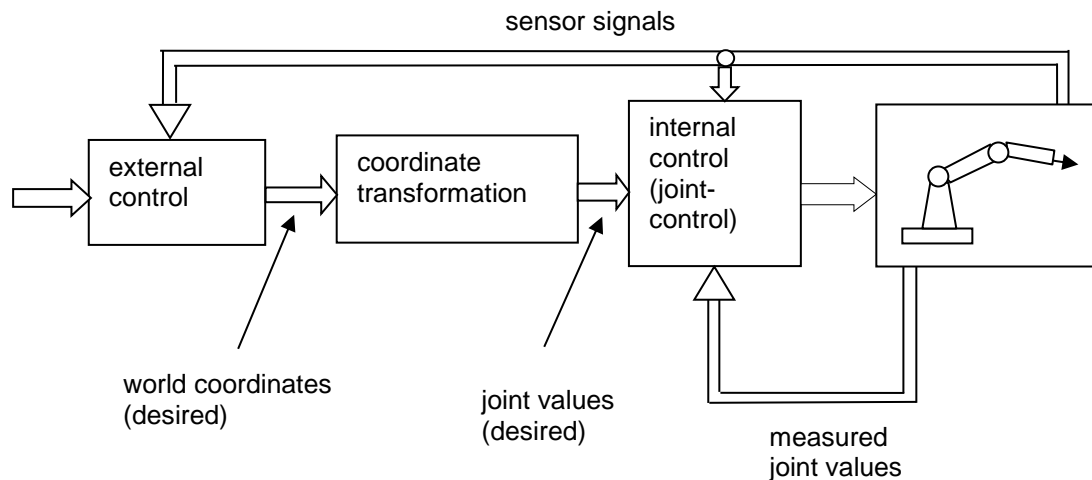 sensor signals
external
control
coordinate
transformation
internal
control
(joint-
control)
world coordinates
(desired)
joint values
(desired)
measured
joint values